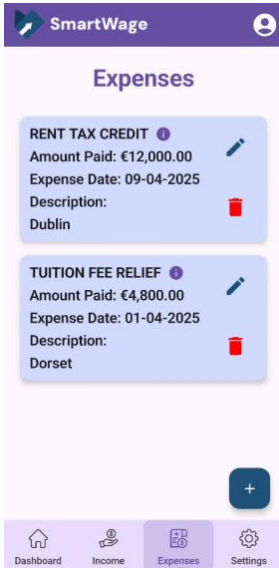 SmartWage
Expenses
RENT TAX CREDIT i
Amount Paid: €12,000.00
Expense Date: 09-04-2025
Description:
Dublin
TUITION FEE RELIEF i
Amount Paid: €4,800.00
Expense Date: 01-04-2025
Description:
Dorset
+
Dashboard Income Expenses Settings